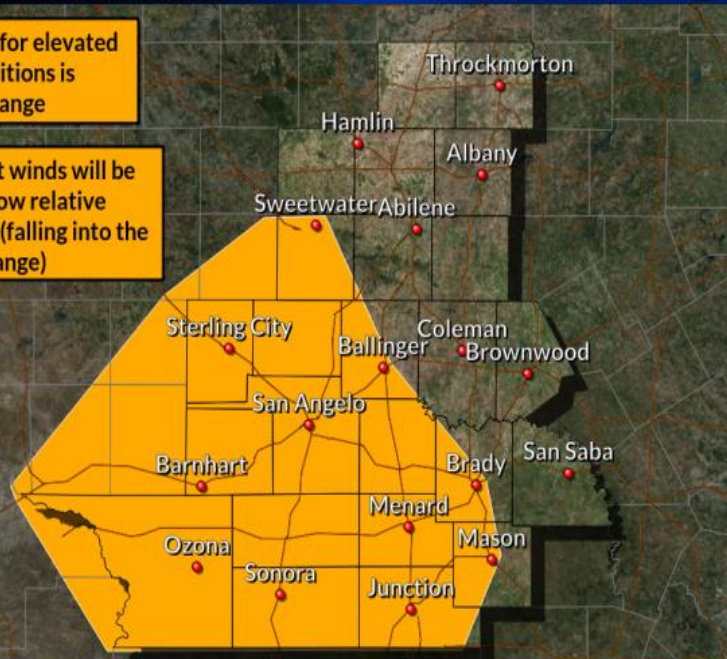 for elevated
itions is
ange
t winds will be
ow relative
(falling into the
ange)
Throckmorton
Hamlin
Albany
Sweetwater
Abilene
Sterling City
Coleman
Ballinger
Brownwood
San Angelo
San Saba
Barnhart
Brady
Menard
Mason
Ozona
Sonora
Junction